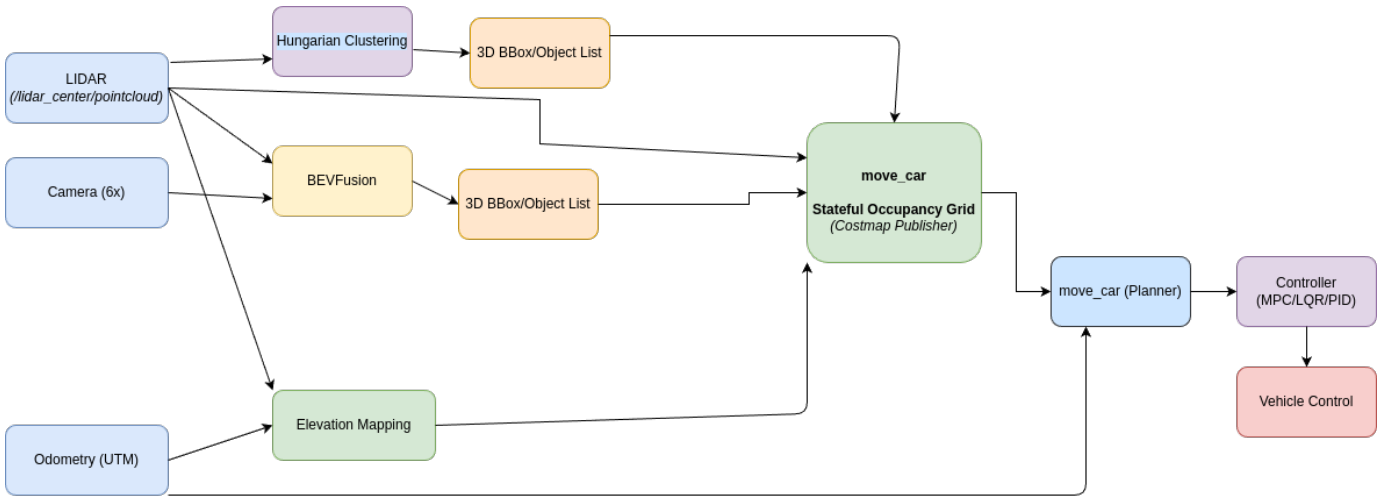 Hungarian Clustering
3D BBox/Object List
LIDAR
(/lidar_center/pointcloud)
Camera (6x)
BEVFusion
3D BBox/Object List
move_car
Stateful Occupancy Grid
(Costmap Publisher)
Elevation Mapping
Odometry (UTM)
move_car (Planner)
Controller
(MPC/LQR/PID)
Vehicle Control